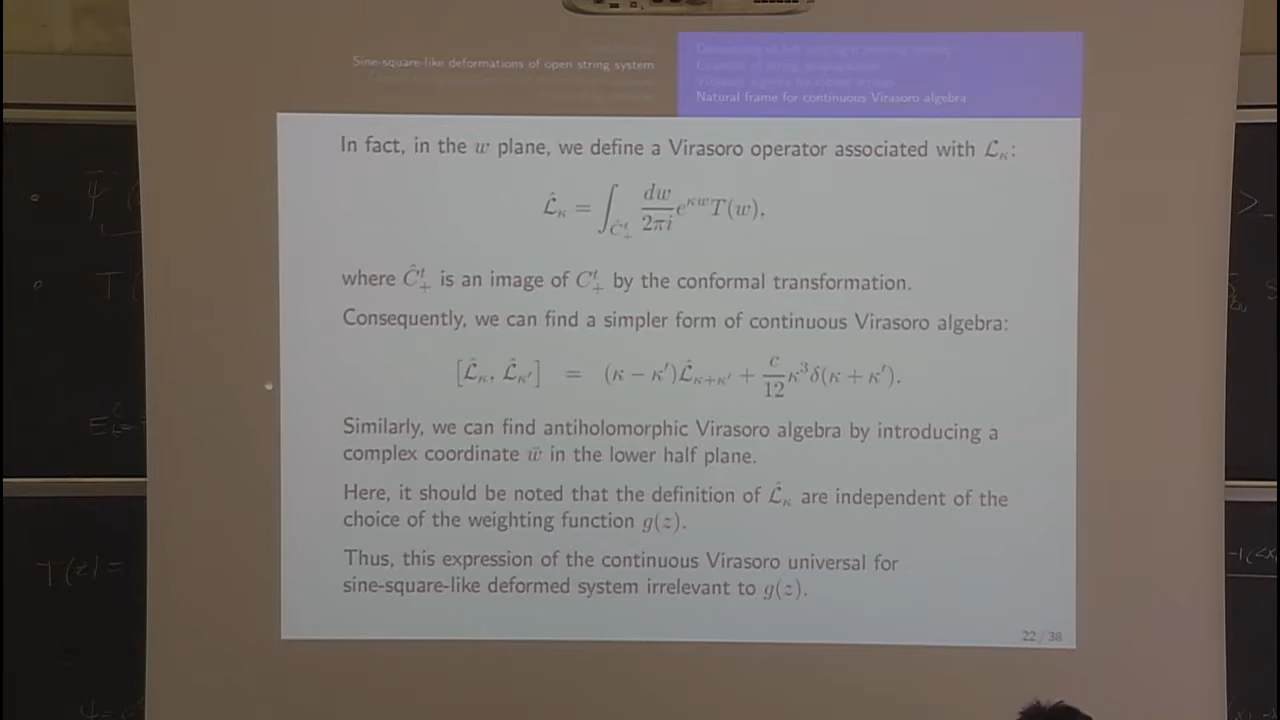 Sine-square-like deformations of open string system
Natural frame for continuous Virasoro algebra
In fact, in the w plane, we define a Virasoro operator associated with ℒ_κ:
ℒ̂_κ = ∫_{Ĉ₊ᵗ} dw/2πi e^{κw} T(w),
where Ĉ₊ᵗ is an image of C₊ᵗ by the conformal transformation.
Consequently, we can find a simpler form of continuous Virasoro algebra:
[ℒ̂_κ, ℒ̂_κ′] = (κ − κ′)ℒ̂_{κ+κ′} + c/12 κ³δ(κ + κ′).
Similarly, we can find antiholomorphic Virasoro algebra by introducing a
complex coordinate w̄ in the lower half plane.
Here, it should be noted that the definition of ℒ̂_κ are independent of the
choice of the weighting function g(z).
Thus, this expression of the continuous Virasoro universal for
sine-square-like deformed system irrelevant to g(z).
22 / 38
T(z) =